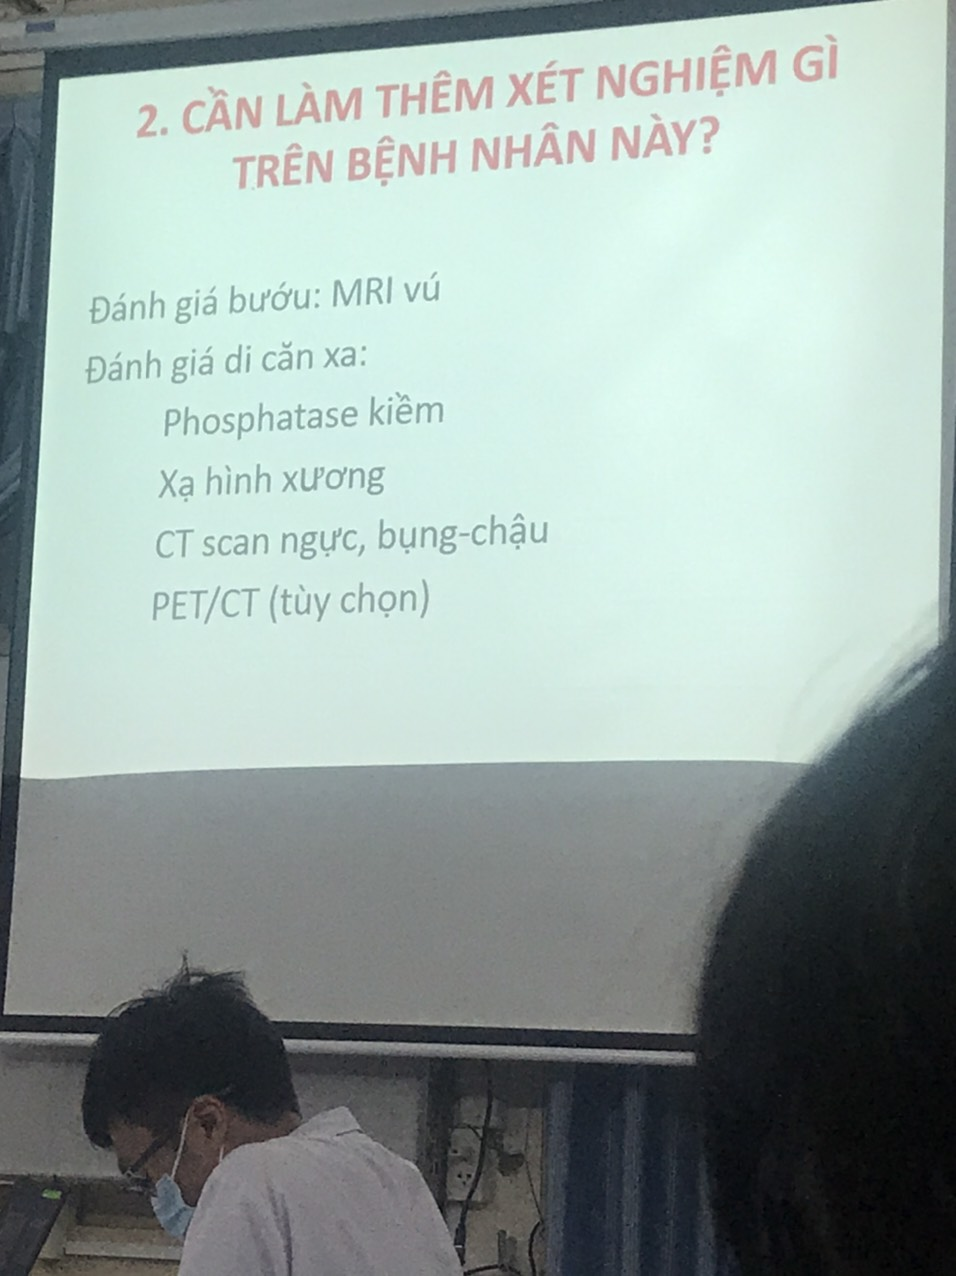 2. CẦN LÀM THÊM XÉT NGHIỆM GÌ
TRÊN BỆNH NHÂN NÀY?
Đánh giá bướu: MRI vú
Đánh giá di căn xa:
Phosphatase kiềm
Xạ hình xương
CT scan ngực, bụng-chậu
PET/CT (tùy chọn)